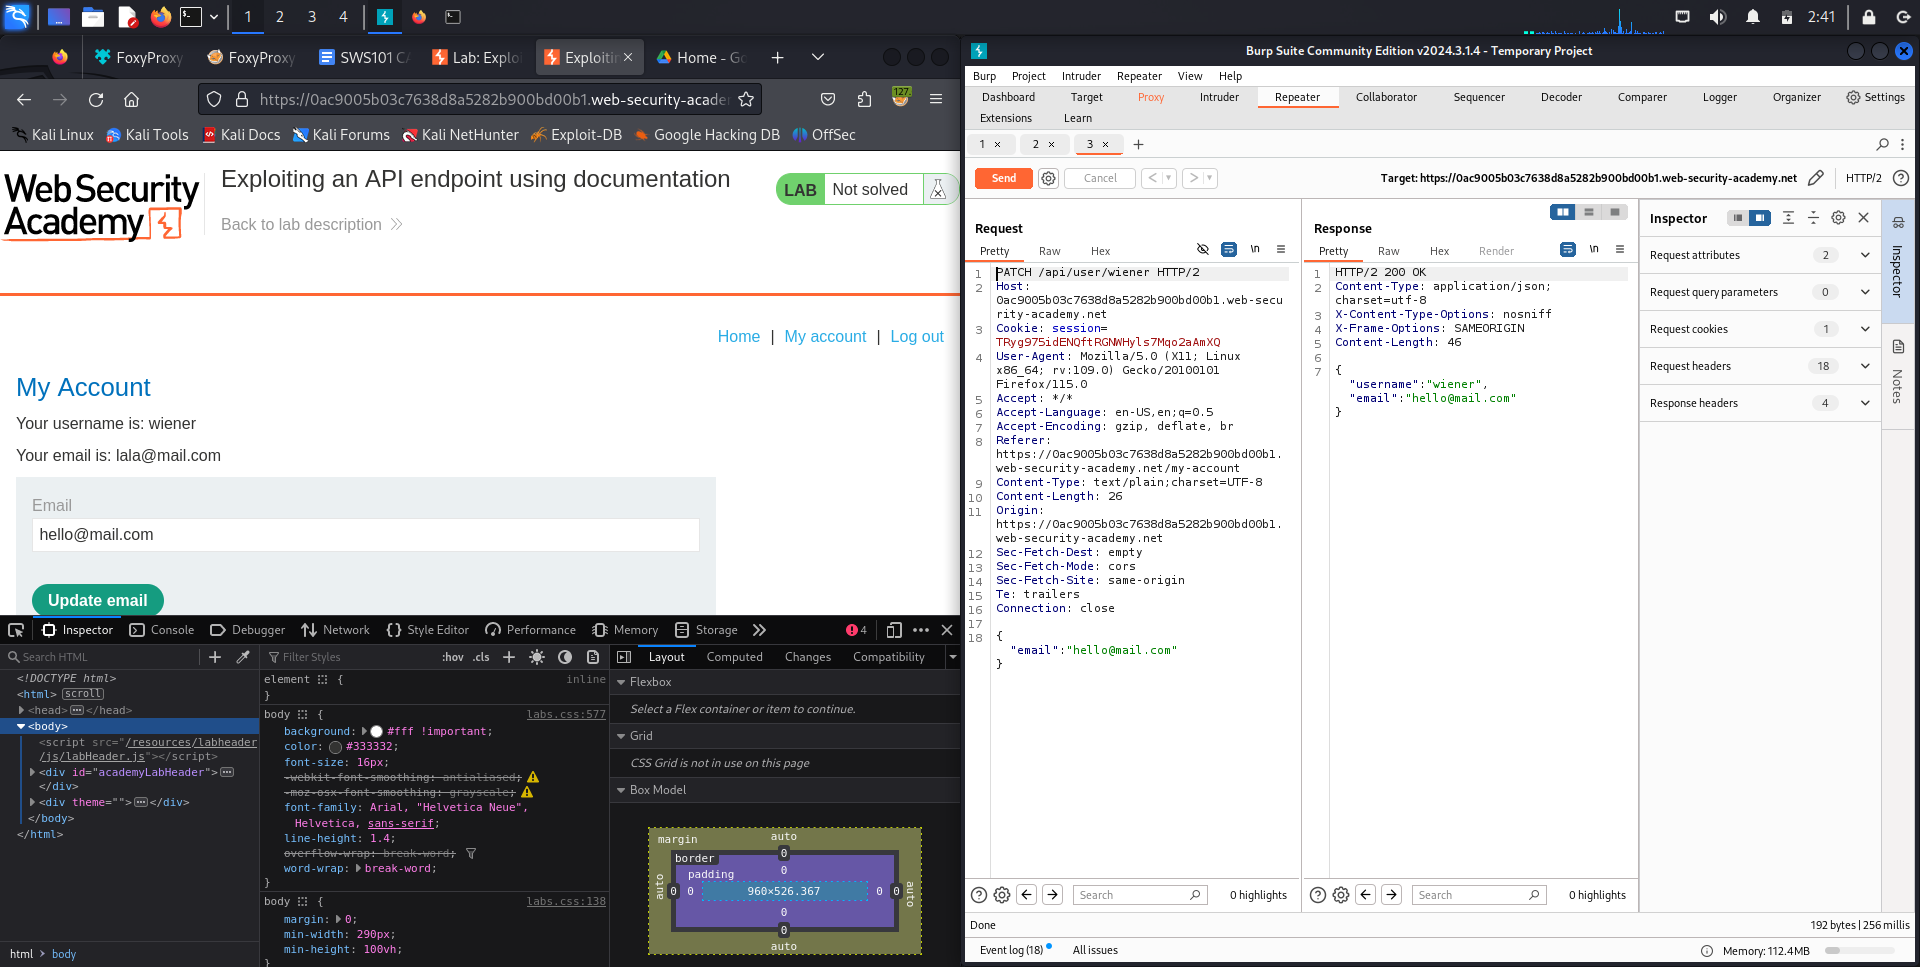 1
2
3
4
2:41
FoxyProxy
FoxyProxy
SWS101 CA
Lab: Exploi
Exploitin
Home - Go
https://0ac9005b03c7638d8a5282b900bd00b1.web-security-acade
127
Kali Linux
Kali Tools
Kali Docs
Kali Forums
Kali NetHunter
Exploit-DB
Google Hacking DB
OffSec
Web Security
Academy
Exploiting an API endpoint using documentation
Back to lab description
LAB
Not solved
Home | My account | Log out
My Account
Your username is: wiener
Your email is: lala@mail.com
Email
hello@mail.com
Update email
Inspector
Console
Debugger
Network
Style Editor
Performance
Memory
Storage
4
Search HTML
<!DOCTYPE html>
<html> scroll
<head> </head>
<body>
<script src="/resources/labheader
/js/labHeader.js"></script>
<div id="academyLabHeader">
</div>
<div theme=""> </div>
</body>
</html>
html > body
Filter Styles
:hov .cls
element { inline
}
body { labs.css:577
background: #fff !important;
color: #333332;
font-size: 16px;
-webkit-font-smoothing: antialiased;
-moz-osx-font-smoothing: grayscale;
font-family: Arial, "Helvetica Neue",
Helvetica, sans-serif;
line-height: 1.4;
overflow-wrap: break-word;
word-wrap: break-word;
}
body { labs.css:138
margin: 0;
min-width: 290px;
min-height: 100vh;
}
Layout
Computed
Changes
Compatibility
Flexbox
Select a Flex container or item to continue.
Grid
CSS Grid is not in use on this page
Box Model
margin
auto
border
0
padding
0
auto 0 0 960×526.367 0 0 auto
0
0
auto
Burp Suite Community Edition v2024.3.1.4 - Temporary Project
Burp Project Intruder Repeater View Help
Dashboard Target Proxy Intruder Repeater Collaborator Sequencer Decoder Comparer Logger Organizer Settings
Extensions Learn
1 × 2 × 3 × +
Send
Cancel
< >
Target: https://0ac9005b03c7638d8a5282b900bd00b1.web-security-academy.net
HTTP/2
Request
Pretty Raw Hex
\n
1 PATCH /api/user/wiener HTTP/2
2 Host:
0ac9005b03c7638d8a5282b900bd00b1.web-secu
rity-academy.net
3 Cookie: session=
TRyg975idENQftRGNWHyls7Mqo2aAmXQ
4 User-Agent: Mozilla/5.0 (X11; Linux
x86_64; rv:109.0) Gecko/20100101
Firefox/115.0
5 Accept: */*
6 Accept-Language: en-US,en;q=0.5
7 Accept-Encoding: gzip, deflate, br
8 Referer:
https://0ac9005b03c7638d8a5282b900bd00b1.
web-security-academy.net/my-account
9 Content-Type: text/plain;charset=UTF-8
10 Content-Length: 26
11 Origin:
https://0ac9005b03c7638d8a5282b900bd00b1.
web-security-academy.net
12 Sec-Fetch-Dest: empty
13 Sec-Fetch-Mode: cors
14 Sec-Fetch-Site: same-origin
15 Te: trailers
16 Connection: close
17
18 {
"email":"hello@mail.com"
}
Search
0 highlights
Response
Pretty Raw Hex Render
\n
1 HTTP/2 200 OK
2 Content-Type: application/json;
charset=utf-8
3 X-Content-Type-Options: nosniff
4 X-Frame-Options: SAMEORIGIN
5 Content-Length: 46
6
7 {
"username":"wiener",
"email":"hello@mail.com"
}
Search
0 highlights
Inspector
Request attributes 2
Request query parameters 0
Request cookies 1
Request headers 18
Response headers 4
Inspector
Notes
Done
192 bytes | 256 millis
Event log (18)
All issues
Memory: 112.4MB